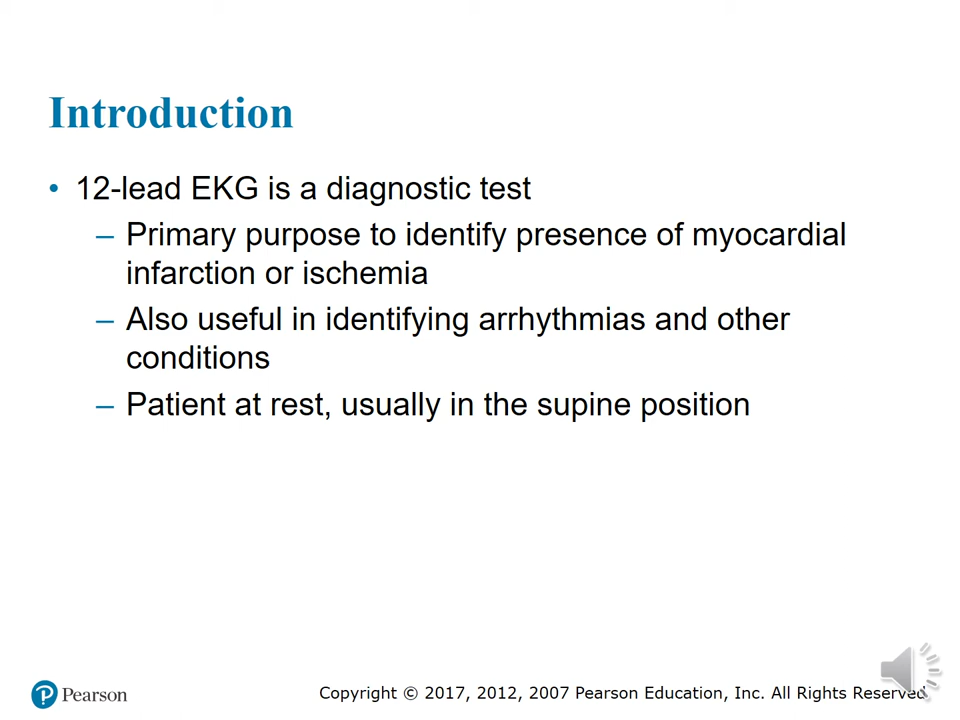 Introduction
• 12-lead EKG is a diagnostic test
– Primary purpose to identify presence of myocardial
infarction or ischemia
– Also useful in identifying arrhythmias and other
conditions
– Patient at rest, usually in the supine position
Pearson
Copyright © 2017, 2012, 2007 Pearson Education, Inc. All Rights Reserved